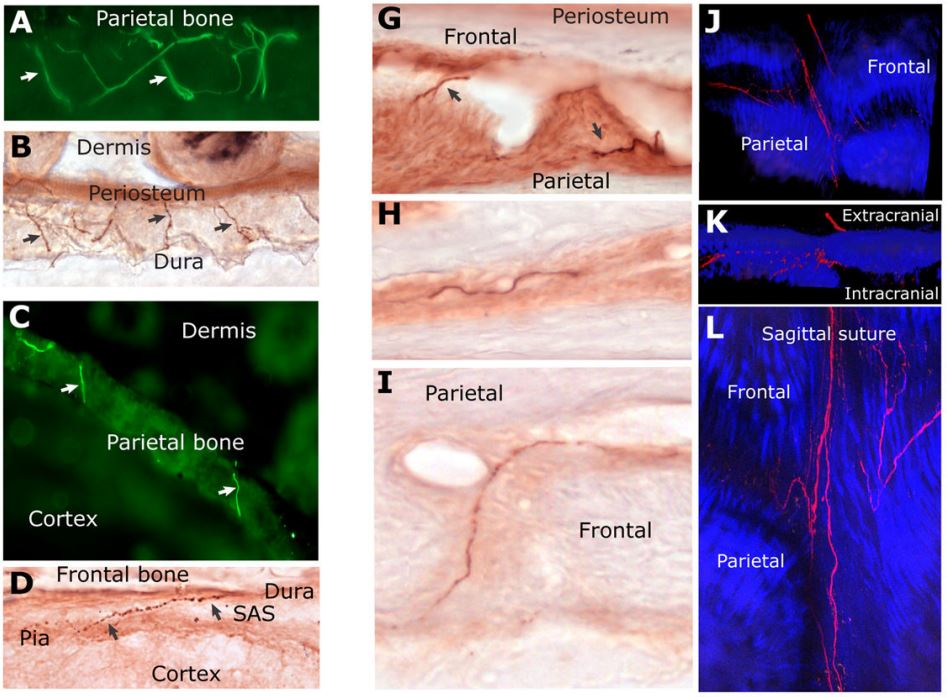 A
Parietal bone
B
Dermis
Periosteum
Dura
C
Dermis
Parietal bone
Cortex
D
Frontal bone
Dura
SAS
Pia
Cortex
G
Periosteum
Frontal
Parietal
H
I
Parietal
Frontal
J
Frontal
Parietal
K
Extracranial
Intracranial
L
Sagittal suture
Frontal
Parietal